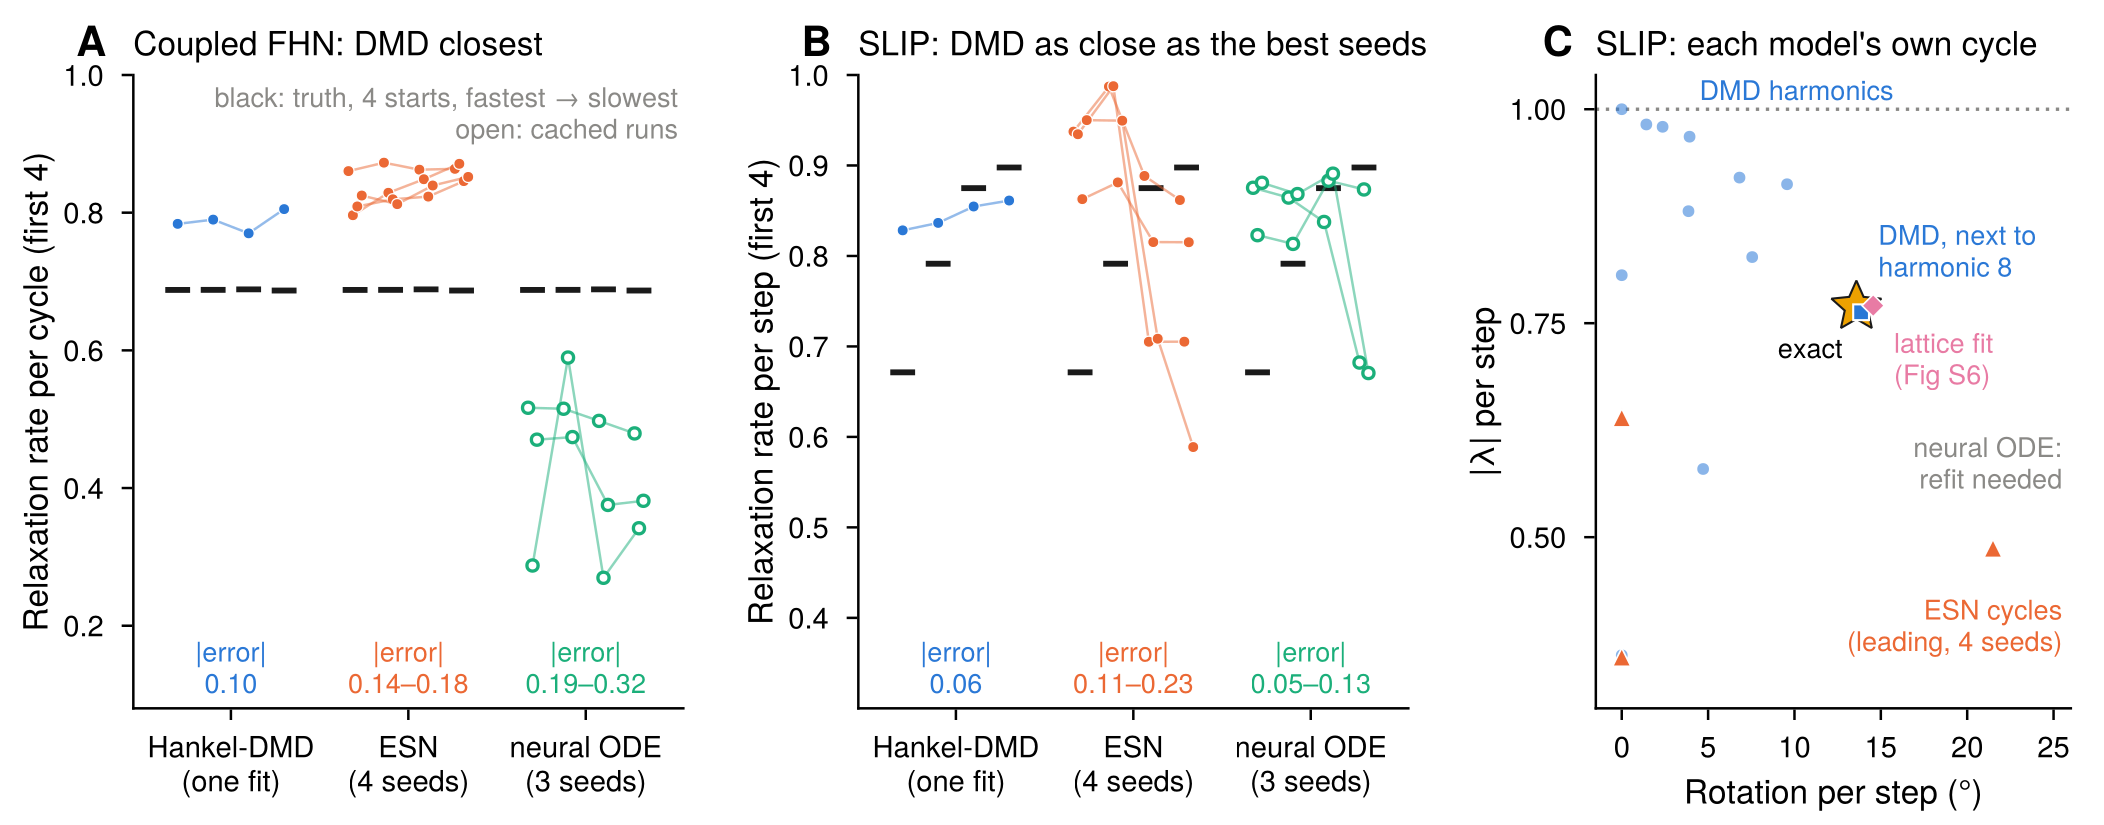 A Coupled FHN: DMD closest
black: truth, 4 starts, fastest → slowest
open: cached runs
Relaxation rate per cycle (first 4)
1.0
0.8
0.6
0.4
0.2
|error|
0.10
|error|
0.14–0.18
|error|
0.19–0.32
Hankel-DMD
(one fit)
ESN
(4 seeds)
neural ODE
(3 seeds)
B SLIP: DMD as close as the best seeds
Relaxation rate per step (first 4)
1.0
0.9
0.8
0.7
0.6
0.5
0.4
|error|
0.06
|error|
0.11–0.23
|error|
0.05–0.13
Hankel-DMD
(one fit)
ESN
(4 seeds)
neural ODE
(3 seeds)
C SLIP: each model's own cycle
|λ| per step
1.00
0.75
0.50
DMD harmonics
DMD, next to
harmonic 8
exact
lattice fit
(Fig S6)
neural ODE:
refit needed
ESN cycles
(leading, 4 seeds)
0
5
10
15
20
25
Rotation per step (°)